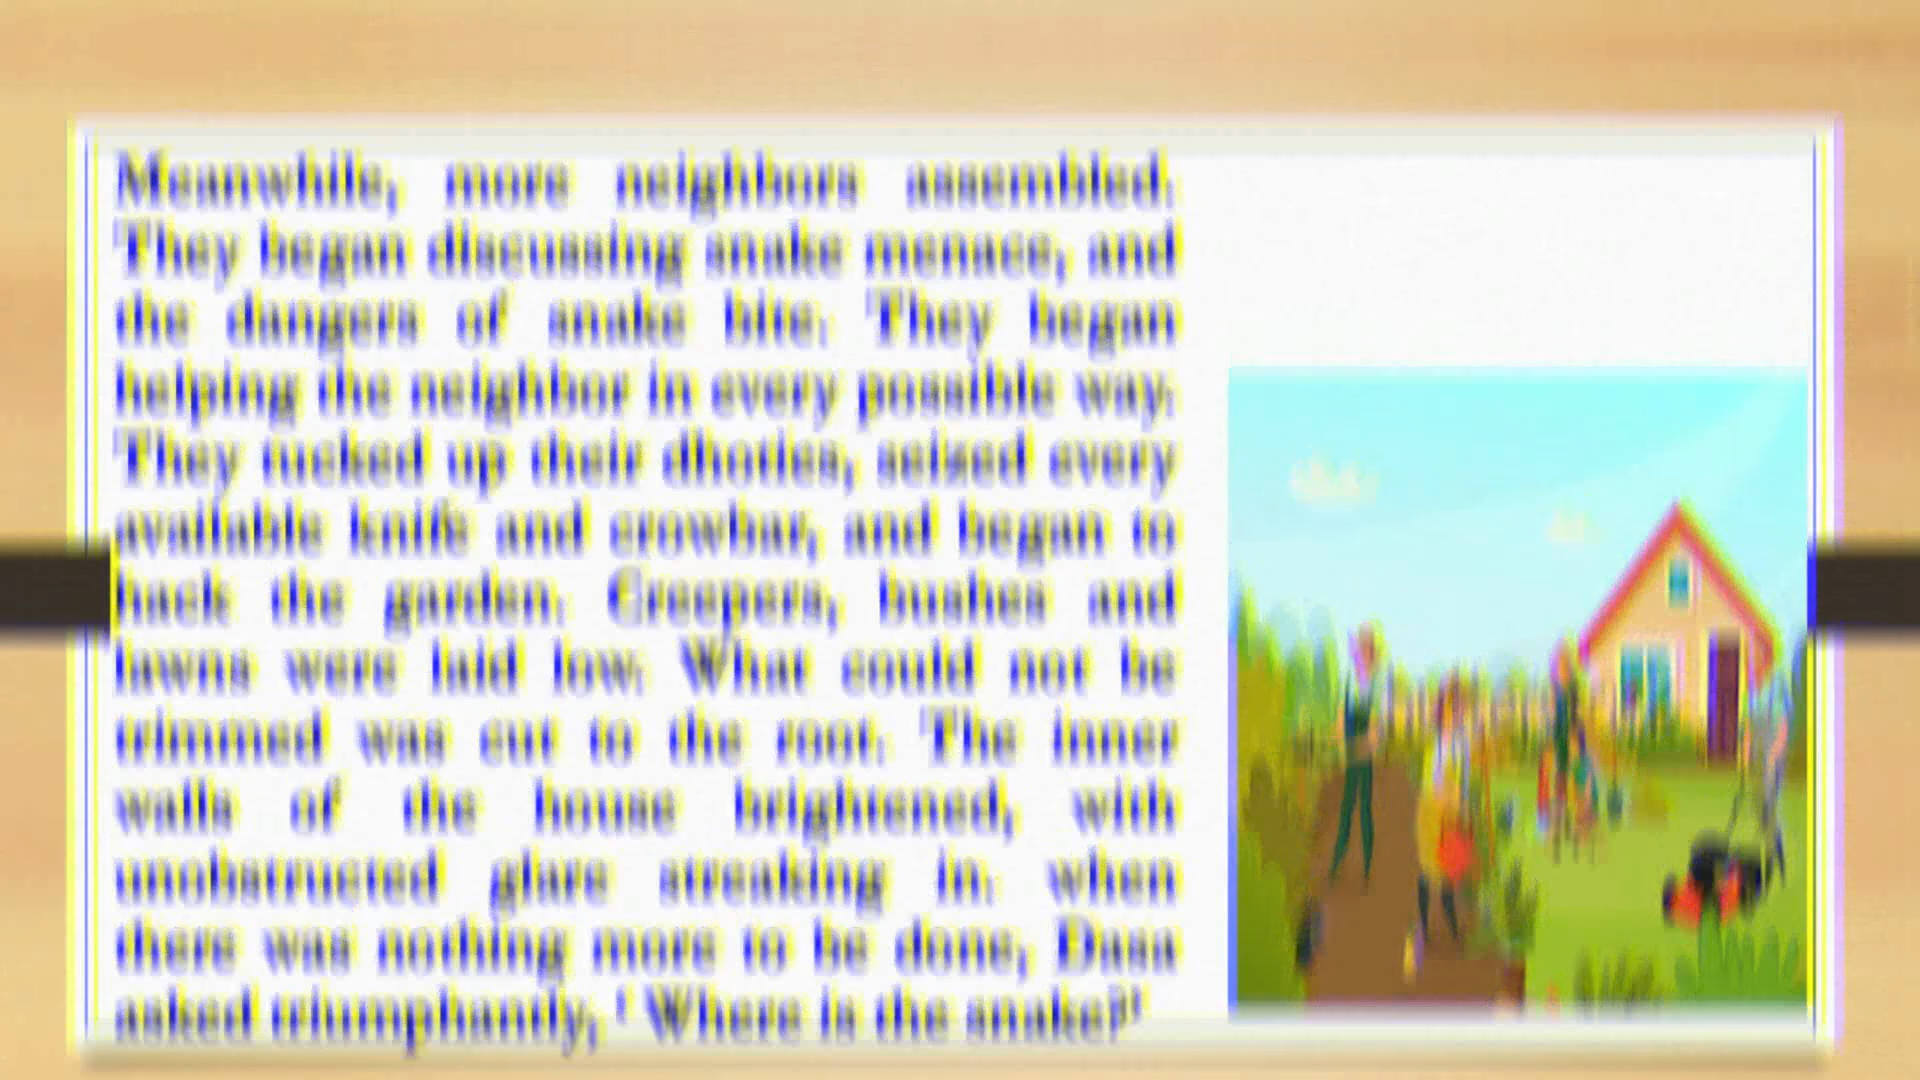 Meanwhile, more neighbors assembled.
They began discussing snake menace, and
the dangers of snake bite. They began
helping the neighbor in every possible way.
They tucked up their dhoties, seized every
available knife and crowbar, and began to
hack the garden. Creepers, bushes and
lawns were laid low. What could not be
trimmed was cut to the root. The inner
walls of the house brightened, with
unobstructed glare streaking in. when
there was nothing more to be done, Dasa
asked triumphantly, ' Where is the snake?'